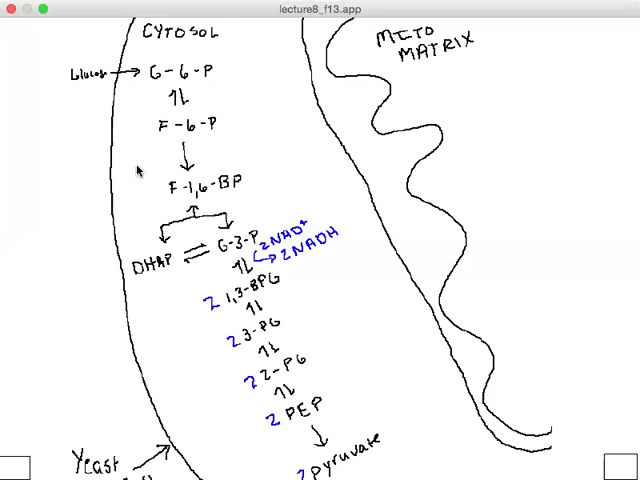 lecture8_f13.app
CYTOSOL
MITO
MATRIX
Glucose → G-6-P
F-6-P
F-1,6-BP
DHAP
G-3-P
2NAD+
2NADH
2 1,3-BPG
2 3-PG
2 2-PG
2 PEP
2 pyruvate
Yeast